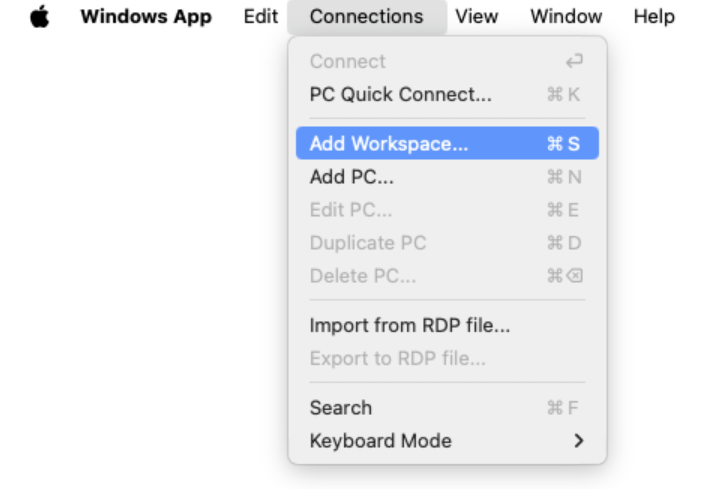 Windows App Edit Connections View Window Help
Connect ↩
PC Quick Connect... ⌘ K
Add Workspace... ⌘ S
Add PC... ⌘ N
Edit PC... ⌘ E
Duplicate PC ⌘ D
Delete PC... ⌘ ⌫
Import from RDP file...
Export to RDP file...
Search ⌘ F
Keyboard Mode >